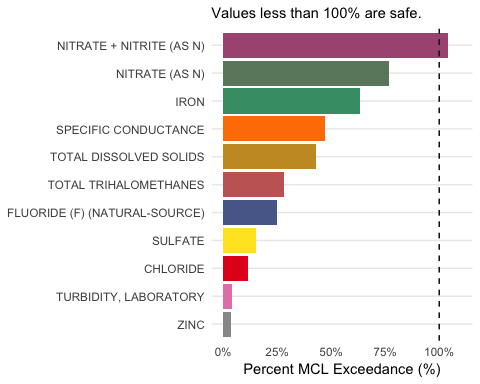 Values less than 100% are safe.
NITRATE + NITRITE (AS N)
NITRATE (AS N)
IRON
SPECIFIC CONDUCTANCE
TOTAL DISSOLVED SOLIDS
TOTAL TRIHALOMETHANES
FLUORIDE (F) (NATURAL-SOURCE)
SULFATE
CHLORIDE
TURBIDITY, LABORATORY
ZINC
0% 25% 50% 75% 100%
Percent MCL Exceedance (%)